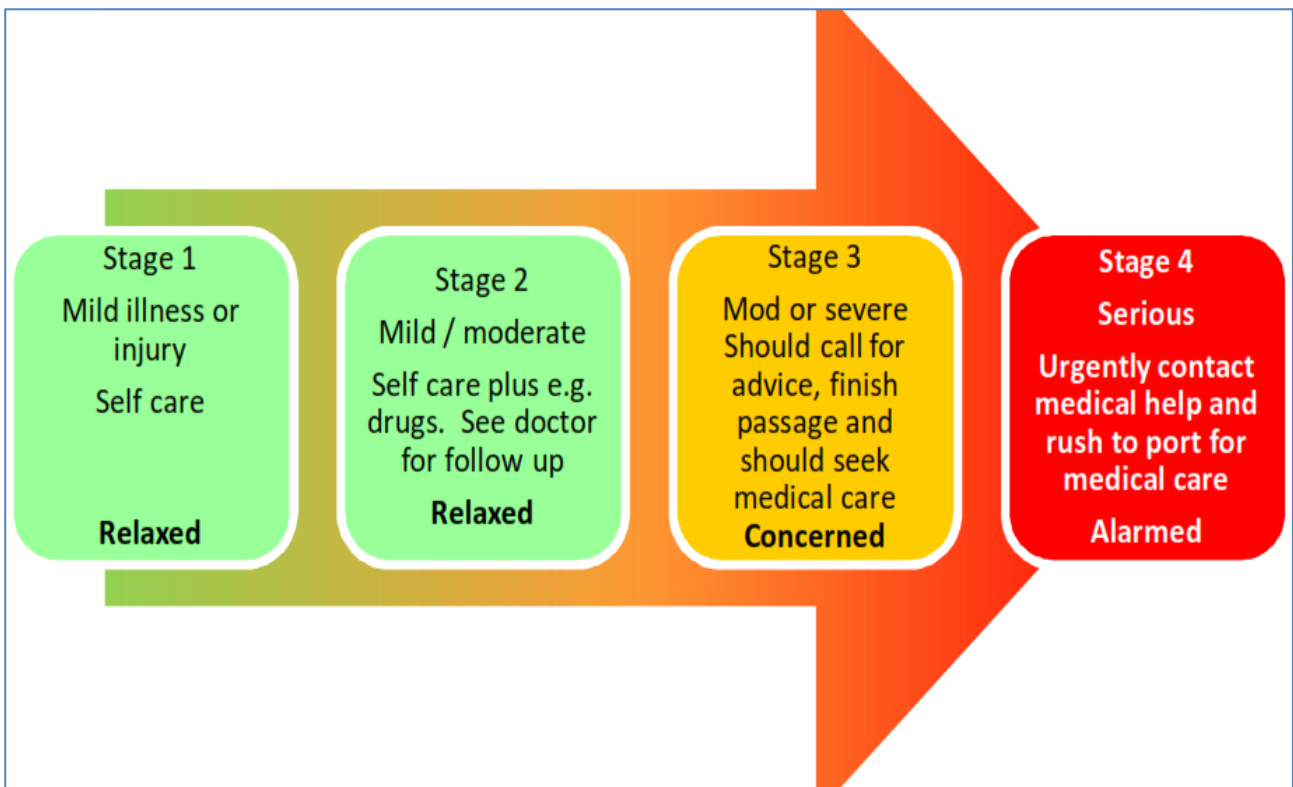 Stage 1
Mild illness or
injury
Self care
Relaxed
Stage 2
Mild / moderate
Self care plus e.g.
drugs. See doctor
for follow up
Relaxed
Stage 3
Mod or severe
Should call for
advice, finish
passage and
should seek
medical care
Concerned
Stage 4
Serious
Urgently contact
medical help and
rush to port for
medical care
Alarmed